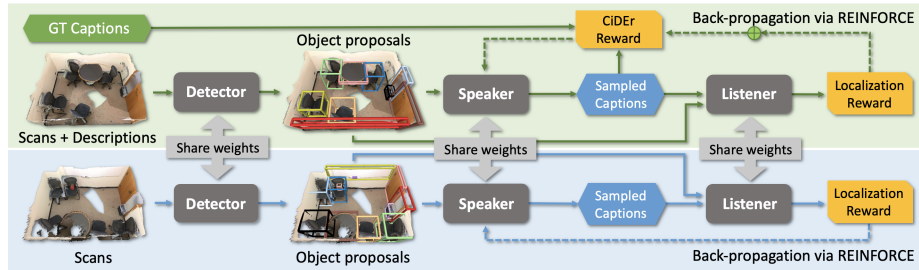 GT Captions
CiDEr
Reward
Back-propagation via REINFORCE
Object proposals
Detector
Speaker
Sampled
Captions
Listener
Localization
Reward
Scans + Descriptions
Share weights
Share weights
Share weights
Detector
Speaker
Sampled
Captions
Listener
Localization
Reward
Scans
Object proposals
Back-propagation via REINFORCE